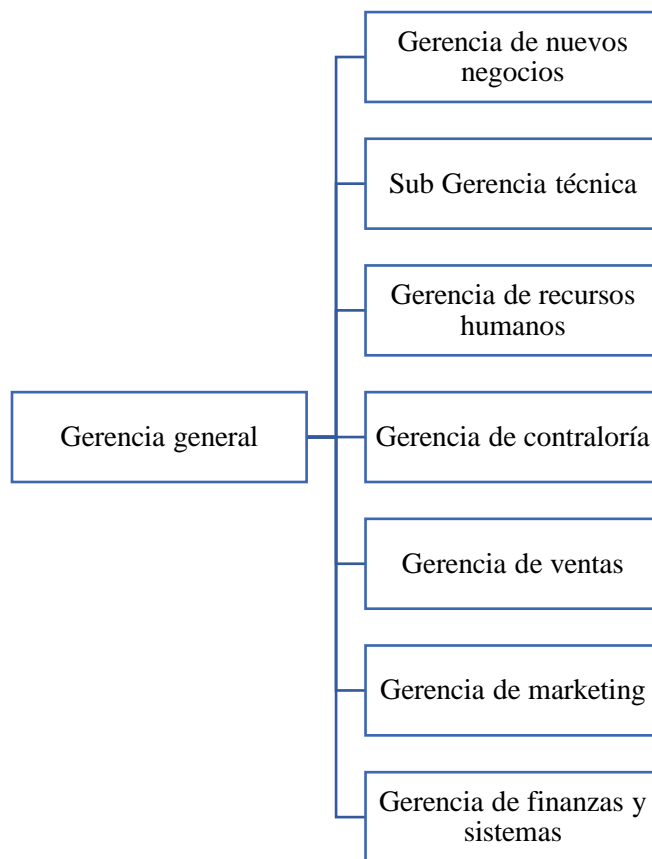 Gerencia de nuevos
negocios
Sub Gerencia técnica
Gerencia de recursos
humanos
Gerencia general
Gerencia de contraloría
Gerencia de ventas
Gerencia de marketing
Gerencia de finanzas y
sistemas